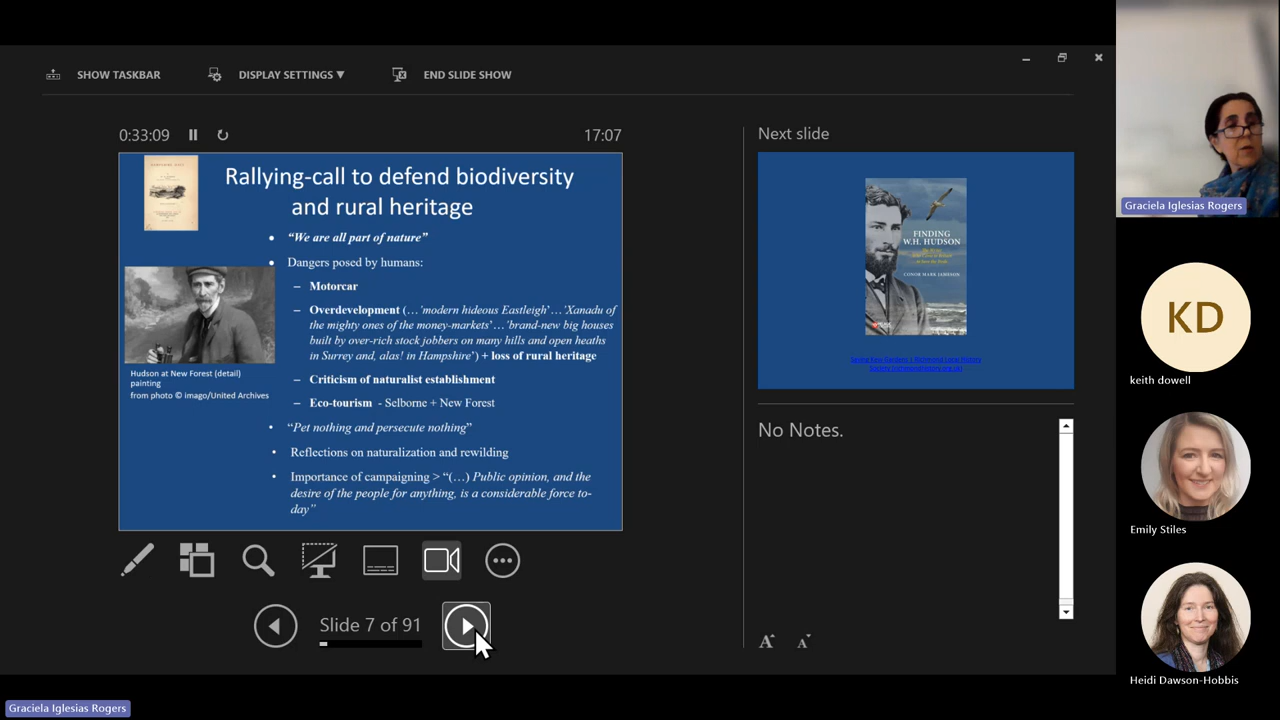 SHOW TASKBAR
DISPLAY SETTINGS ▼
END SLIDE SHOW
0:33:09
17:07
Rallying-call to defend biodiversity
and rural heritage
• “We are all part of nature”
• Dangers posed by humans:
– Motorcar
– Overdevelopment (…‘modern hideous Eastleigh’…‘Xanadu of
the mighty ones of the money-markets’…‘brand-new big houses
built by over-rich stock jobbers on many hills and open heaths
in Surrey and, alas! in Hampshire’) + loss of rural heritage
– Criticism of naturalist establishment
– Eco-tourism - Selborne + New Forest
• “Pet nothing and persecute nothing”
• Reflections on naturalization and rewilding
• Importance of campaigning > “(…) Public opinion, and the
desire of the people for anything, is a considerable force to-
day”
Hudson at New Forest (detail)
painting
from photo © imago/United Archives
Slide 7 of 91
Next slide
FINDING
W.H. HUDSON
CONOR MARK JAMESON
No Notes.
A A
Graciela Iglesias Rogers
KD
keith dowell
Emily Stiles
Heidi Dawson-Hobbis
Graciela Iglesias Rogers